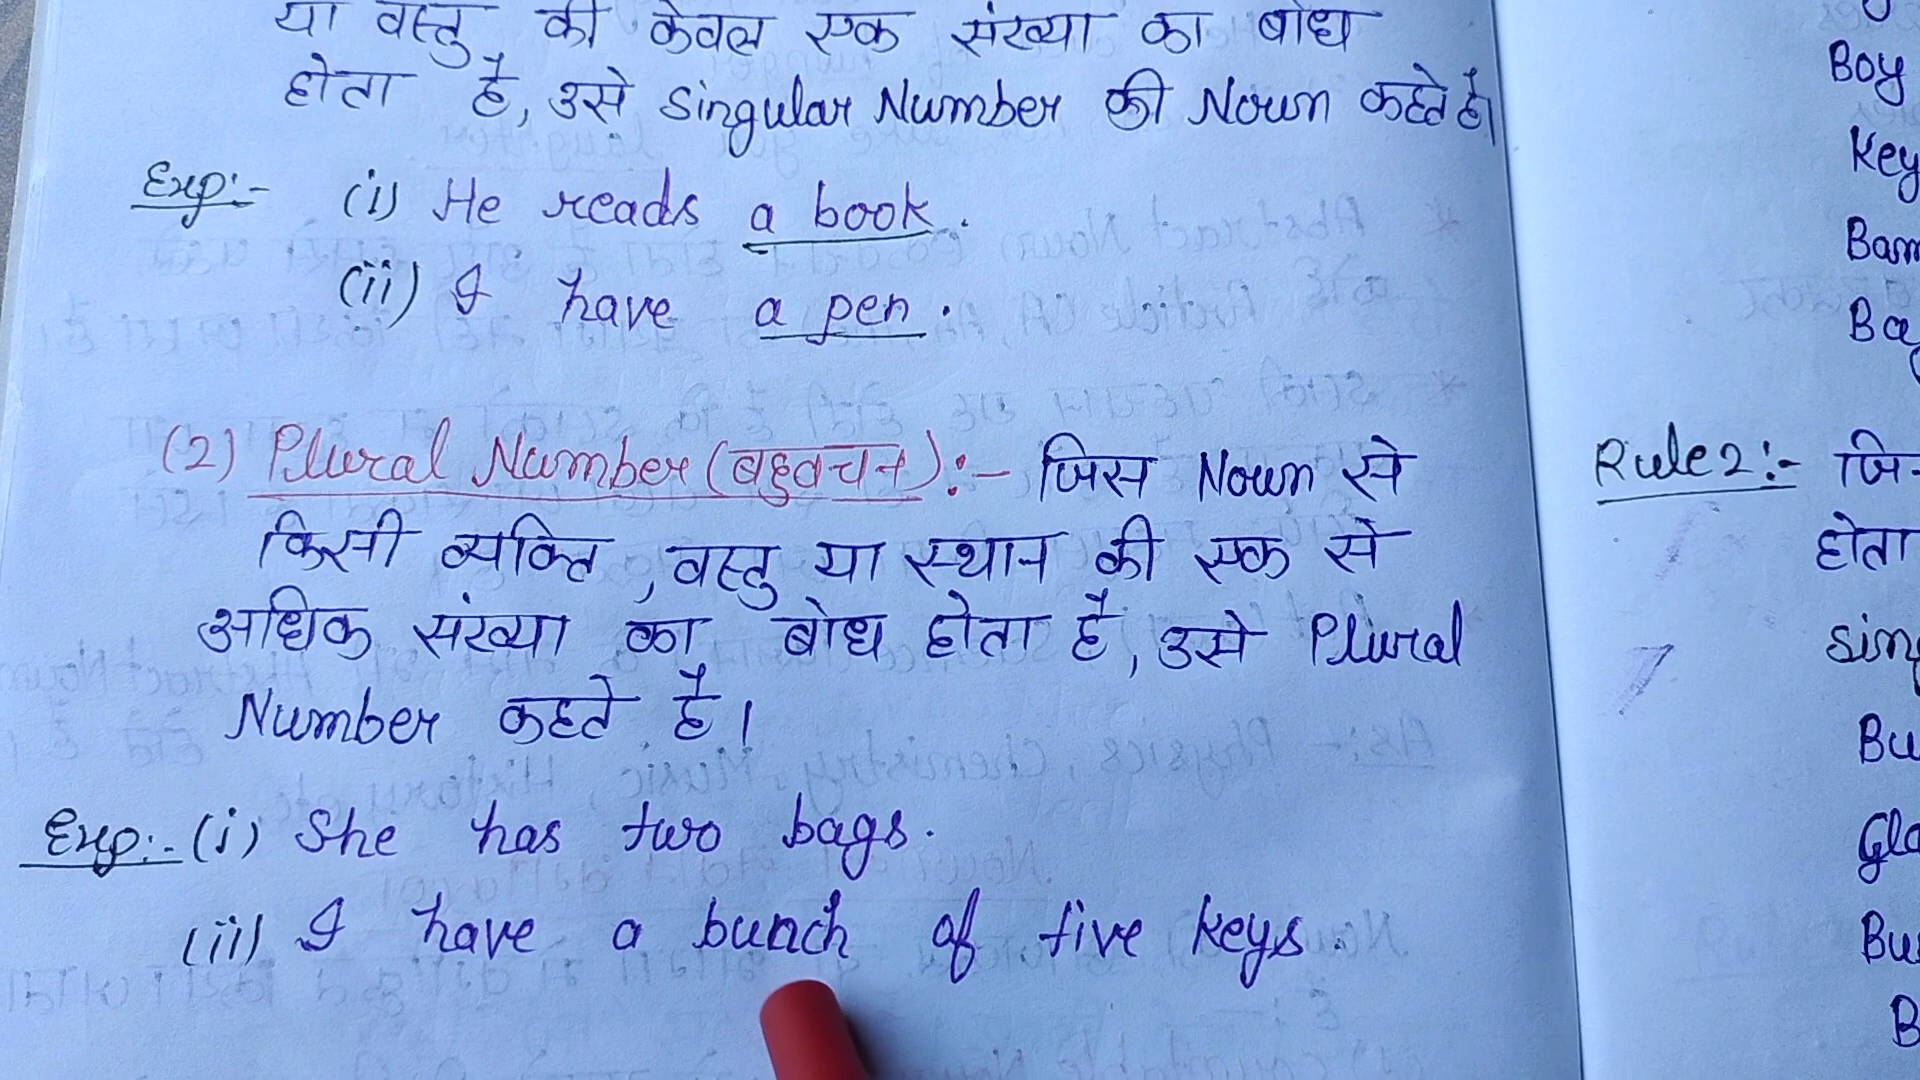 या वस्तु की केवल एक संख्या का बोध
होता है, उसे Singular Number की Noun कहते है।
Exp:- (i) He reads a book.
(ii) I have a pen.
(2) Plural Number (बहुवचन):- जिस Noun से
किसी व्यक्ति, वस्तु या स्थान की एक से
अधिक संख्या का बोध होता है, उसे Plural
Number कहते है।
Exp:- (i) She has two bags.
(ii) I have a bunch of five keys.
Boy
Key
Rule 2:-
होता